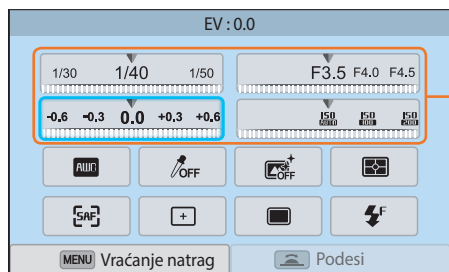 EV : 0.0
1/30 1/40 1/50 F3.5 F4.0 F4.5
-0.6 -0.3 0.0 +0,3 +0,6 ISO AUTO ISO 100 ISO 200
AWB OFF OFF
SAF F
MENU Vraćanje natrag Podesi